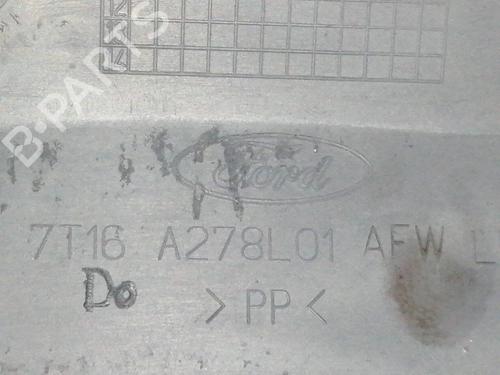 B-PARTS
Ford
7T16 A278L01 AFW L
Do
>PP<